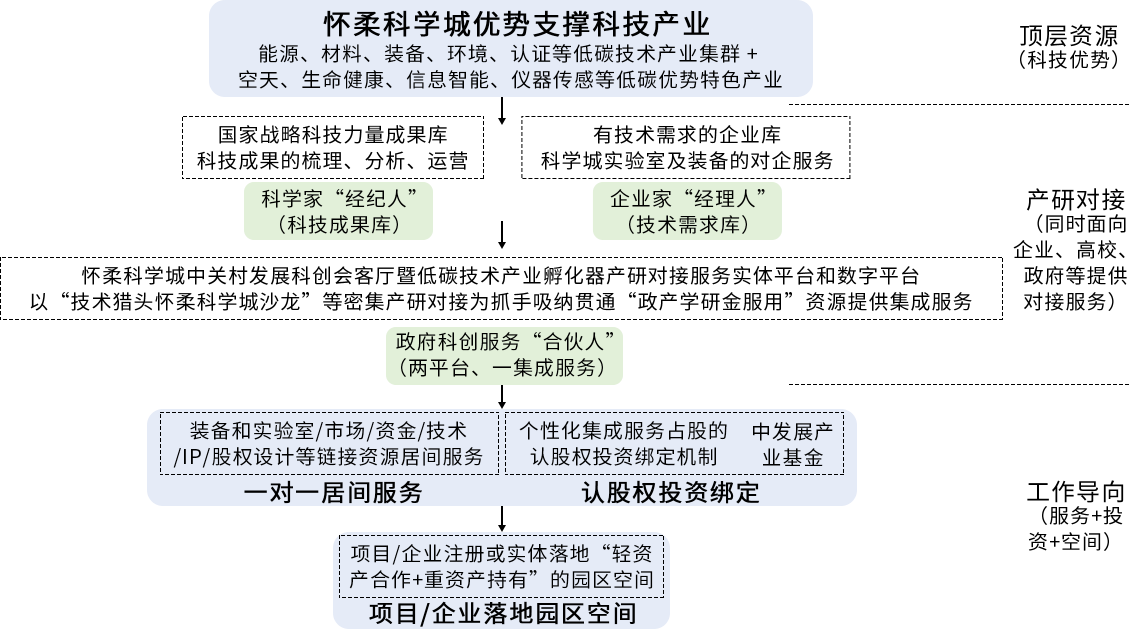 怀柔科学城优势支撑科技产业
能源、材料、装备、环境、认证等低碳技术产业集群 +
空天、生命健康、信息智能、仪器传感等低碳优势特色产业
顶层资源
（科技优势）
国家战略科技力量成果库
科技成果的梳理、分析、运营
有技术需求的企业库
科学城实验室及装备的对企服务
科学家“经纪人”
（科技成果库）
企业家“经理人”
（技术需求库）
产研对接
（同时面向
企业、高校、
政府等提供
对接服务）
怀柔科学城中关村发展科创会客厅暨低碳技术产业孵化器产研对接服务实体平台和数字平台
以“技术猎头怀柔科学城沙龙”等密集产研对接为抓手吸纳贯通“政产学研金服用”资源提供集成服务
政府科创服务“合伙人”
（两平台、一集成服务）
装备和实验室/市场/资金/技术
/IP/股权设计等链接资源居间服务
一对一居间服务
个性化集成服务占股的
认股权投资绑定机制
中发展产
业基金
认股权投资绑定
工作导向
（服务+投
资+空间）
项目/企业注册或实体落地“轻资
产合作+重资产持有”的园区空间
项目/企业落地园区空间